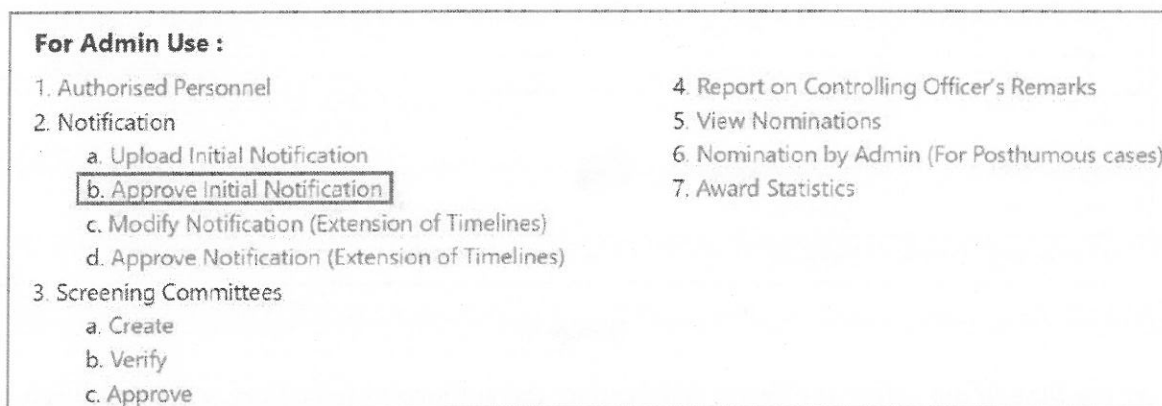 For Admin Use :
1. Authorised Personnel
2. Notification
a. Upload Initial Notification
b. Approve Initial Notification
c. Modify Notification (Extension of Timelines)
d. Approve Notification (Extension of Timelines)
3. Screening Committees
a. Create
b. Verify
c. Approve
4. Report on Controlling Officer's Remarks
5. View Nominations
6. Nomination by Admin (For Posthumous cases)
7. Award Statistics